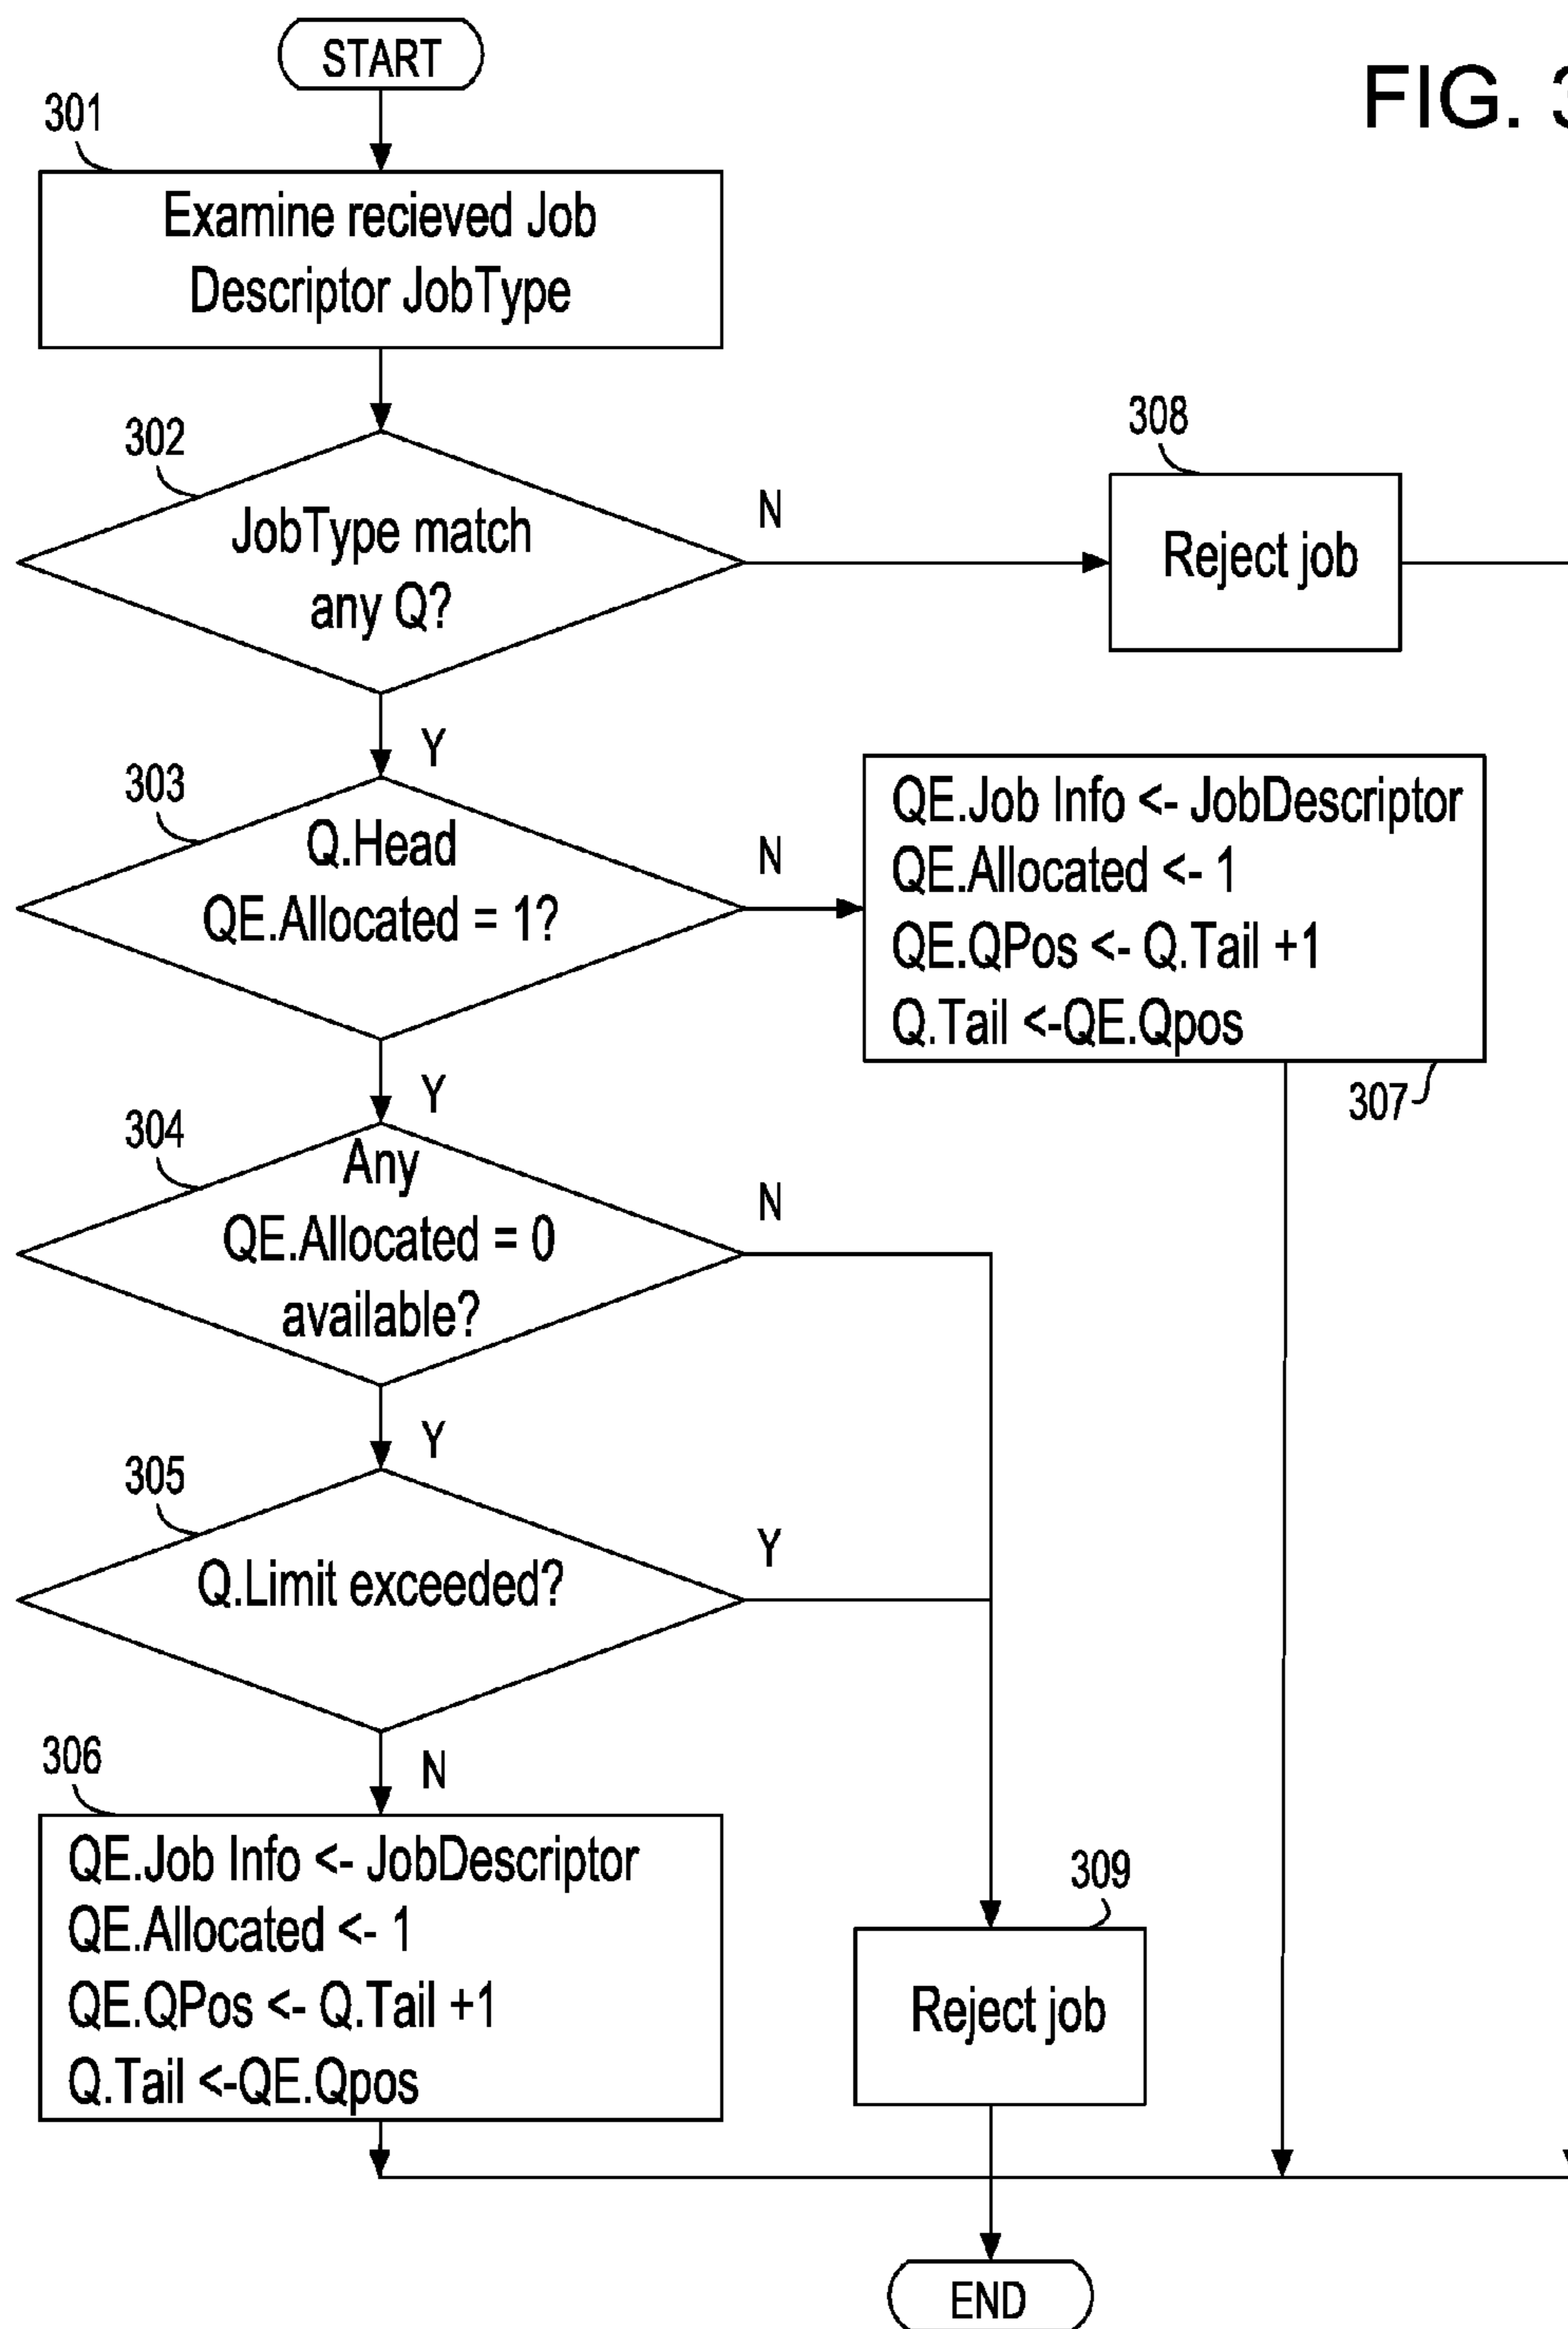 START
FIG. 3
301
Examine recieved Job
Descriptor JobType
302
JobType match
any Q?
N
308
Reject job
Y
303
Q.Head
QE.Allocated = 1?
N
QE.Job Info <- JobDescriptor
QE.Allocated <- 1
QE.QPos <- Q.Tail +1
Q.Tail <-QE.Qpos
307
Y
304
Any
QE.Allocated = 0
available?
N
Y
305
Q.Limit exceeded?
Y
N
306
QE.Job Info <- JobDescriptor
QE.Allocated <- 1
QE.QPos <- Q.Tail +1
Q.Tail <-QE.Qpos
309
Reject job
END